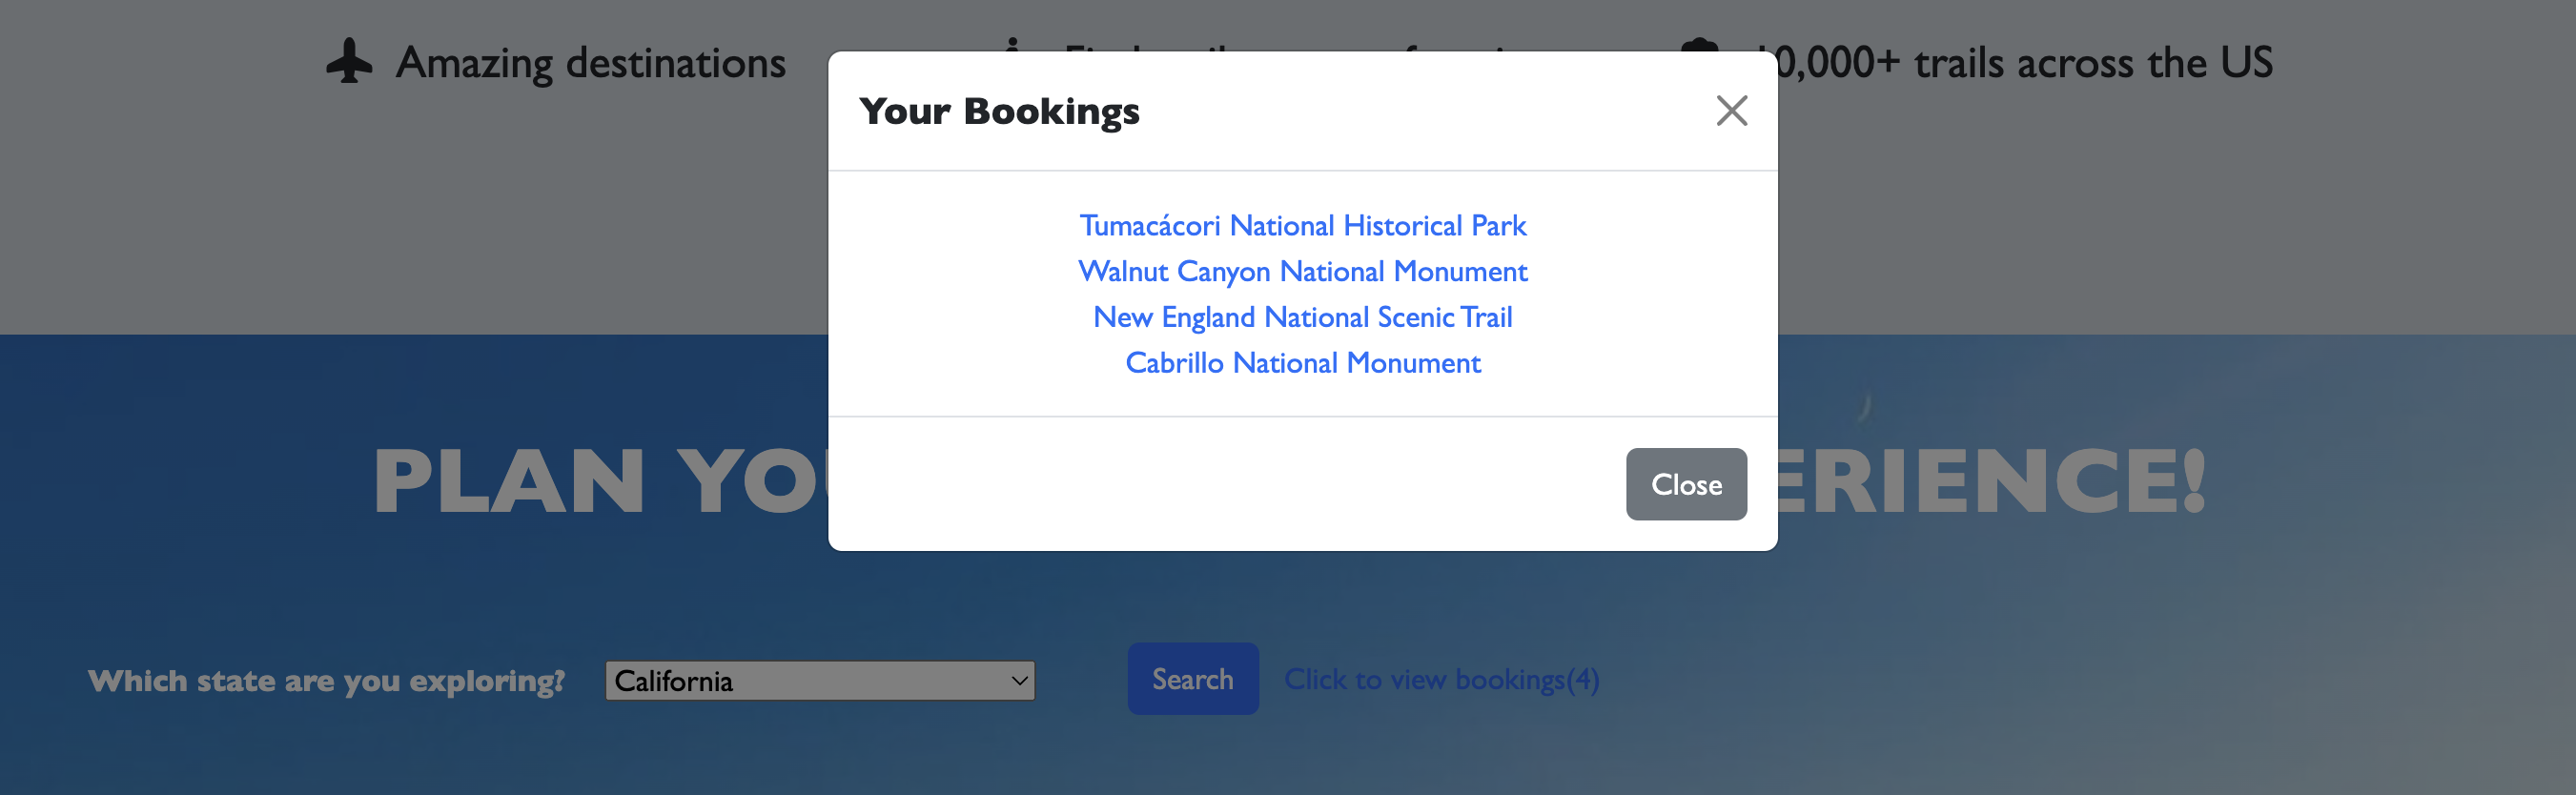 Amazing destinations
0,000+ trails across the US
Your Bookings
Tumacácori National Historical Park
Walnut Canyon National Monument
New England National Scenic Trail
Cabrillo National Monument
Close
PLAN YO ERIENCE!
Which state are you exploring?
California
Search
Click to view bookings(4)